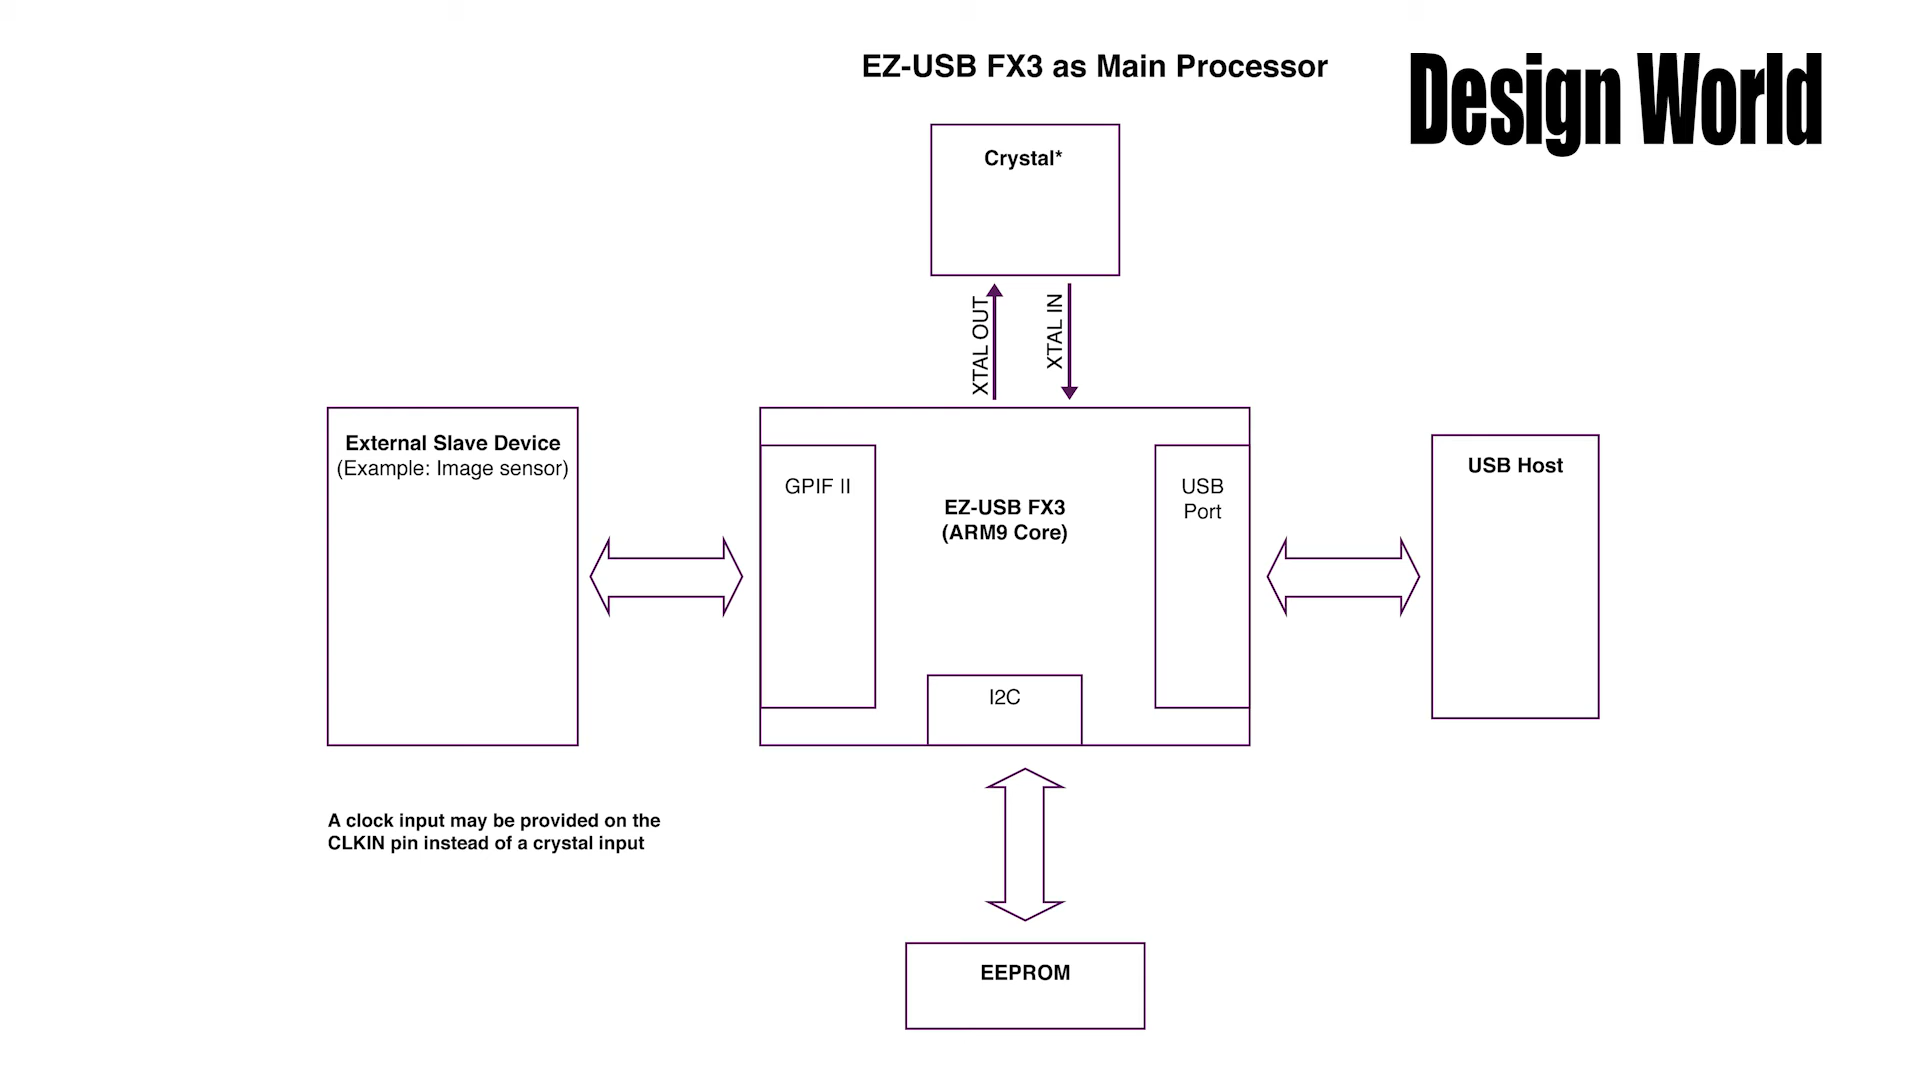 EZ-USB FX3 as Main Processor
Design World
Crystal*
XTAL OUT
XTAL IN
External Slave Device
(Example: Image sensor)
GPIF II
EZ-USB FX3
(ARM9 Core)
USB
Port
USB Host
I2C
A clock input may be provided on the
CLKIN pin instead of a crystal input
EEPROM